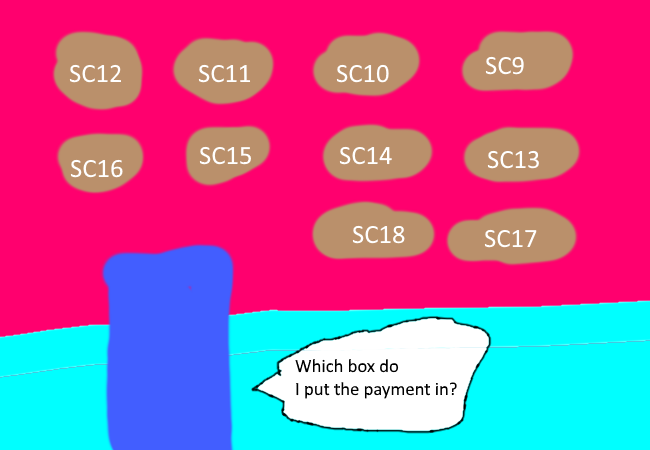 SC12 SC11 SC10 SC9
SC16 SC15 SC14 SC13
SC18 SC17
Which box do
I put the payment in?